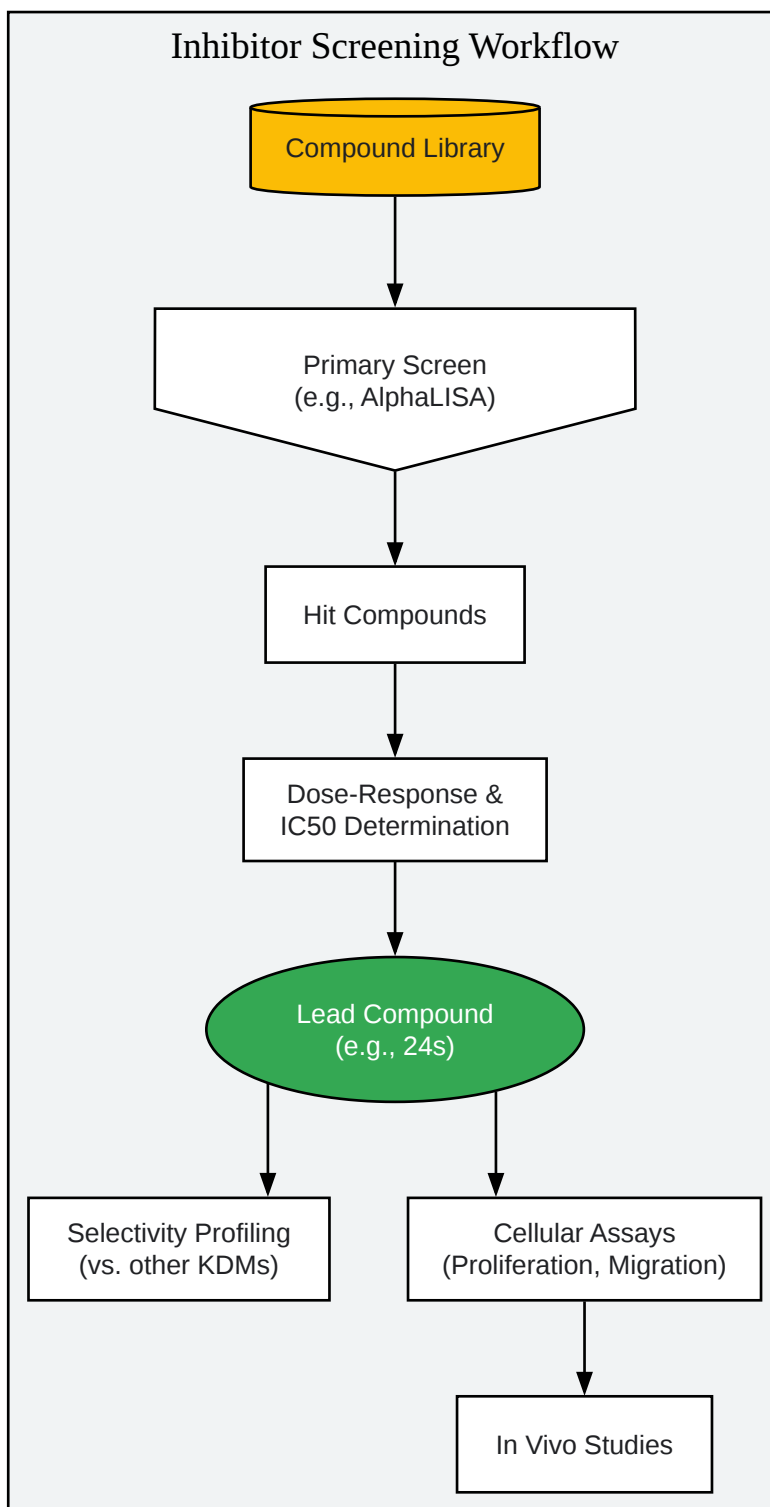 Inhibitor Screening Workflow
Compound Library
Primary Screen
(e.g., AlphaLISA)
Hit Compounds
Dose-Response &
IC50 Determination
Lead Compound
(e.g., 24s)
Selectivity Profiling
(vs. other KDMs)
Cellular Assays
(Proliferation, Migration)
In Vivo Studies